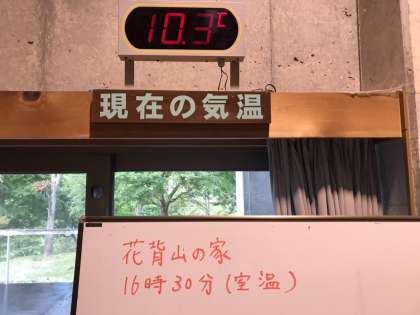 10.3℃
現在の気温
花背山の家
16時30分(室温)